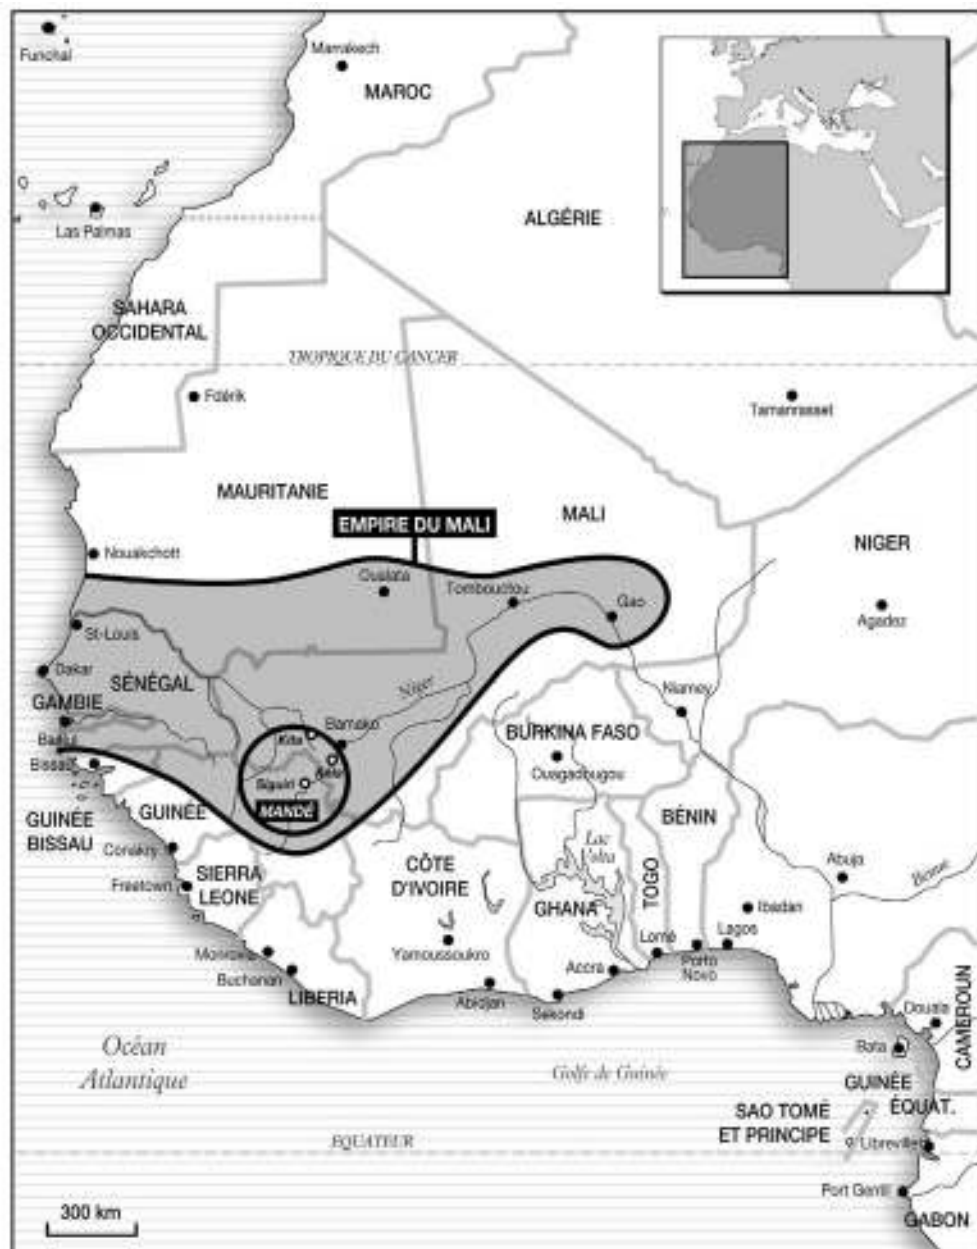 Funchal
Marrakech
MAROC
Las Palmas
ALGÉRIE
SAHARA
OCCIDENTAL
TROPIQUE DU CANCER
Fdérik
Tamanrasset
MAURITANIE
EMPIRE DU MALI
MALI
NIGER
Nouakchott
Oualata
Tombouctou
Gao
Agadez
St-Louis
Dakar
SÉNÉGAL
Niger
Niamey
GAMBIE
Banjul
Bamako
Kita
BURKINA FASO
Ouagadougou
Bissau
Siguiri
MANDÉ
GUINÉE
BISSAU
GUINÉE
BÉNIN
Conakry
CÔTE
D'IVOIRE
Lac
Volta
TOGO
Abuja
Benue
Freetown
SIERRA
LEONE
GHANA
Ibadan
Lagos
Monrovia
Yamoussoukro
Lomé
Porto
Novo
Buchanan
LIBERIA
Abidjan
Accra
Sekondi
Douala
CAMEROUN
Océan
Atlantique
Golfe de Guinée
Bata
GUINÉE
ÉQUAT.
SAO TOMÉ
ET PRINCIPE
Libreville
EQUATEUR
Port Gentil
GABON
300 km